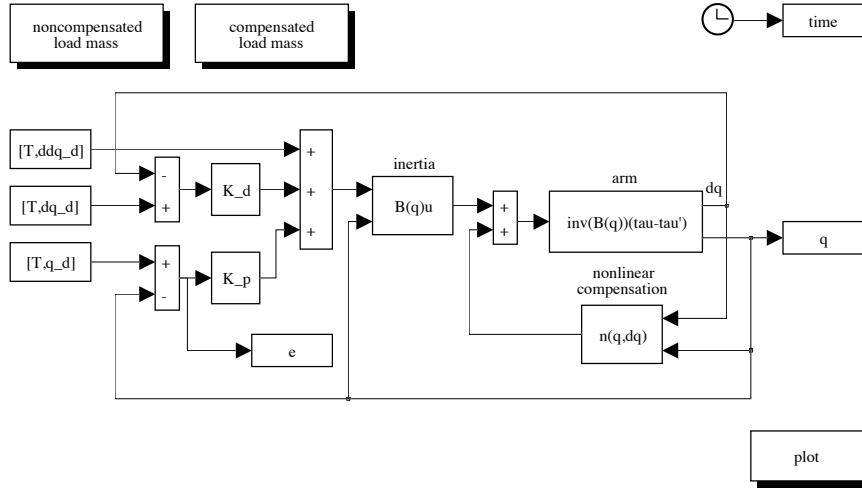 noncompensated
load mass
compensated
load mass
time
[T,ddq_d]
[T,dq_d]
[T,q_d]
-
+
+
-
K_d
K_p
e
+
+
+
inertia
B(q)u
+
+
arm
inv(B(q))(tau-tau')
dq
q
nonlinear
compensation
n(q,dq)
plot